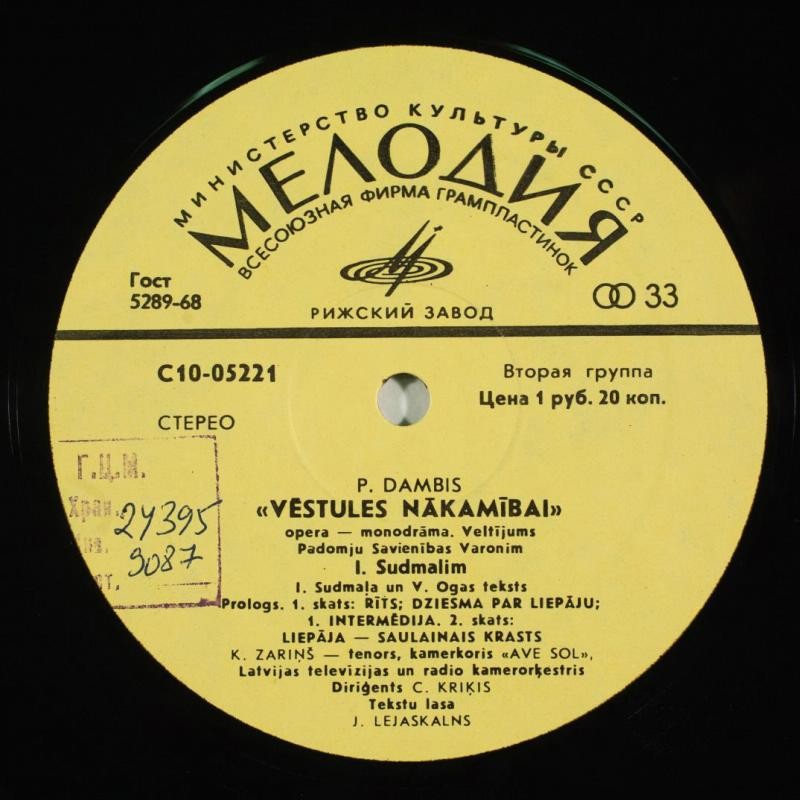 МИНИСТЕРСТВО КУЛЬТУРЫ СССР
МЕЛОДИЯ
ВСЕСОЮЗНАЯ ФИРМА ГРАМПЛАСТИНОК
Гост
5289-68
33
РИЖСКИЙ ЗАВОД
С10-05221
Вторая группа
Цена 1 руб. 20 коп.
СТЕРЕО
Г.Ц.М.
Хран. 24395
Инв. 9087
P. DAMBIS
«VĒSTULES NĀKAMĪBAI»
opera — monodrāma. Veltījums
Padomju Savienības Varonim
I. Sudmalim
I. Sudmaļa un V. Ogas teksts
Prologs. 1. skats: RĪTS; DZIESMA PAR LIEPĀJU;
1. INTERMĒDIJA. 2. skats:
LIEPĀJA — SAULAINAIS KRASTS
K. ZARIŅŠ — tenors, kamerkoris «AVE SOL»,
Latvijas televīzijas un radio kamerorķestris
Diriģents C. KRIĶIS
Tekstu lasa
J. LEJASKALNS